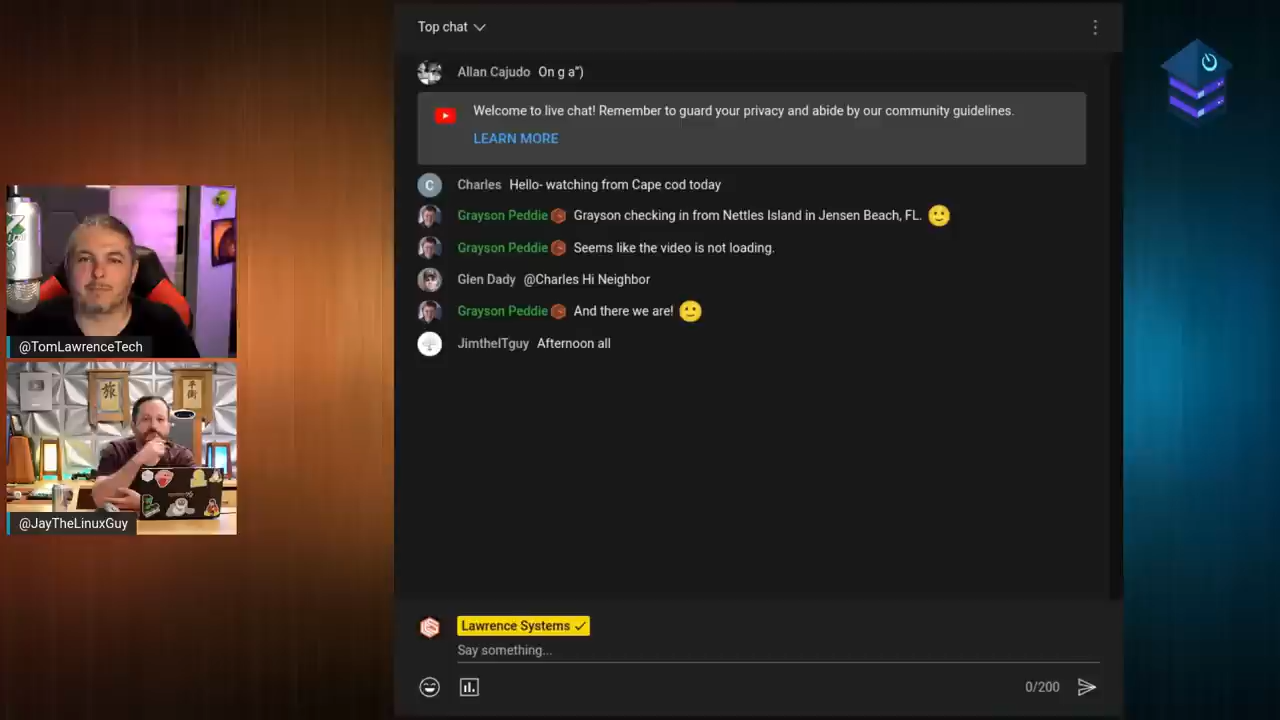 Top chat
Allan Cajudo On g a")
Welcome to live chat! Remember to guard your privacy and abide by our community guidelines.
LEARN MORE
C Charles Hello- watching from Cape cod today
Grayson Peddie Grayson checking in from Nettles Island in Jensen Beach, FL.
Grayson Peddie Seems like the video is not loading.
Glen Dady @Charles Hi Neighbor
Grayson Peddie And there we are!
JimtheITguy Afternoon all
@TomLawrenceTech
旅
平
衡
@JayTheLinuxGuy
Lawrence Systems
Say something...
0/200